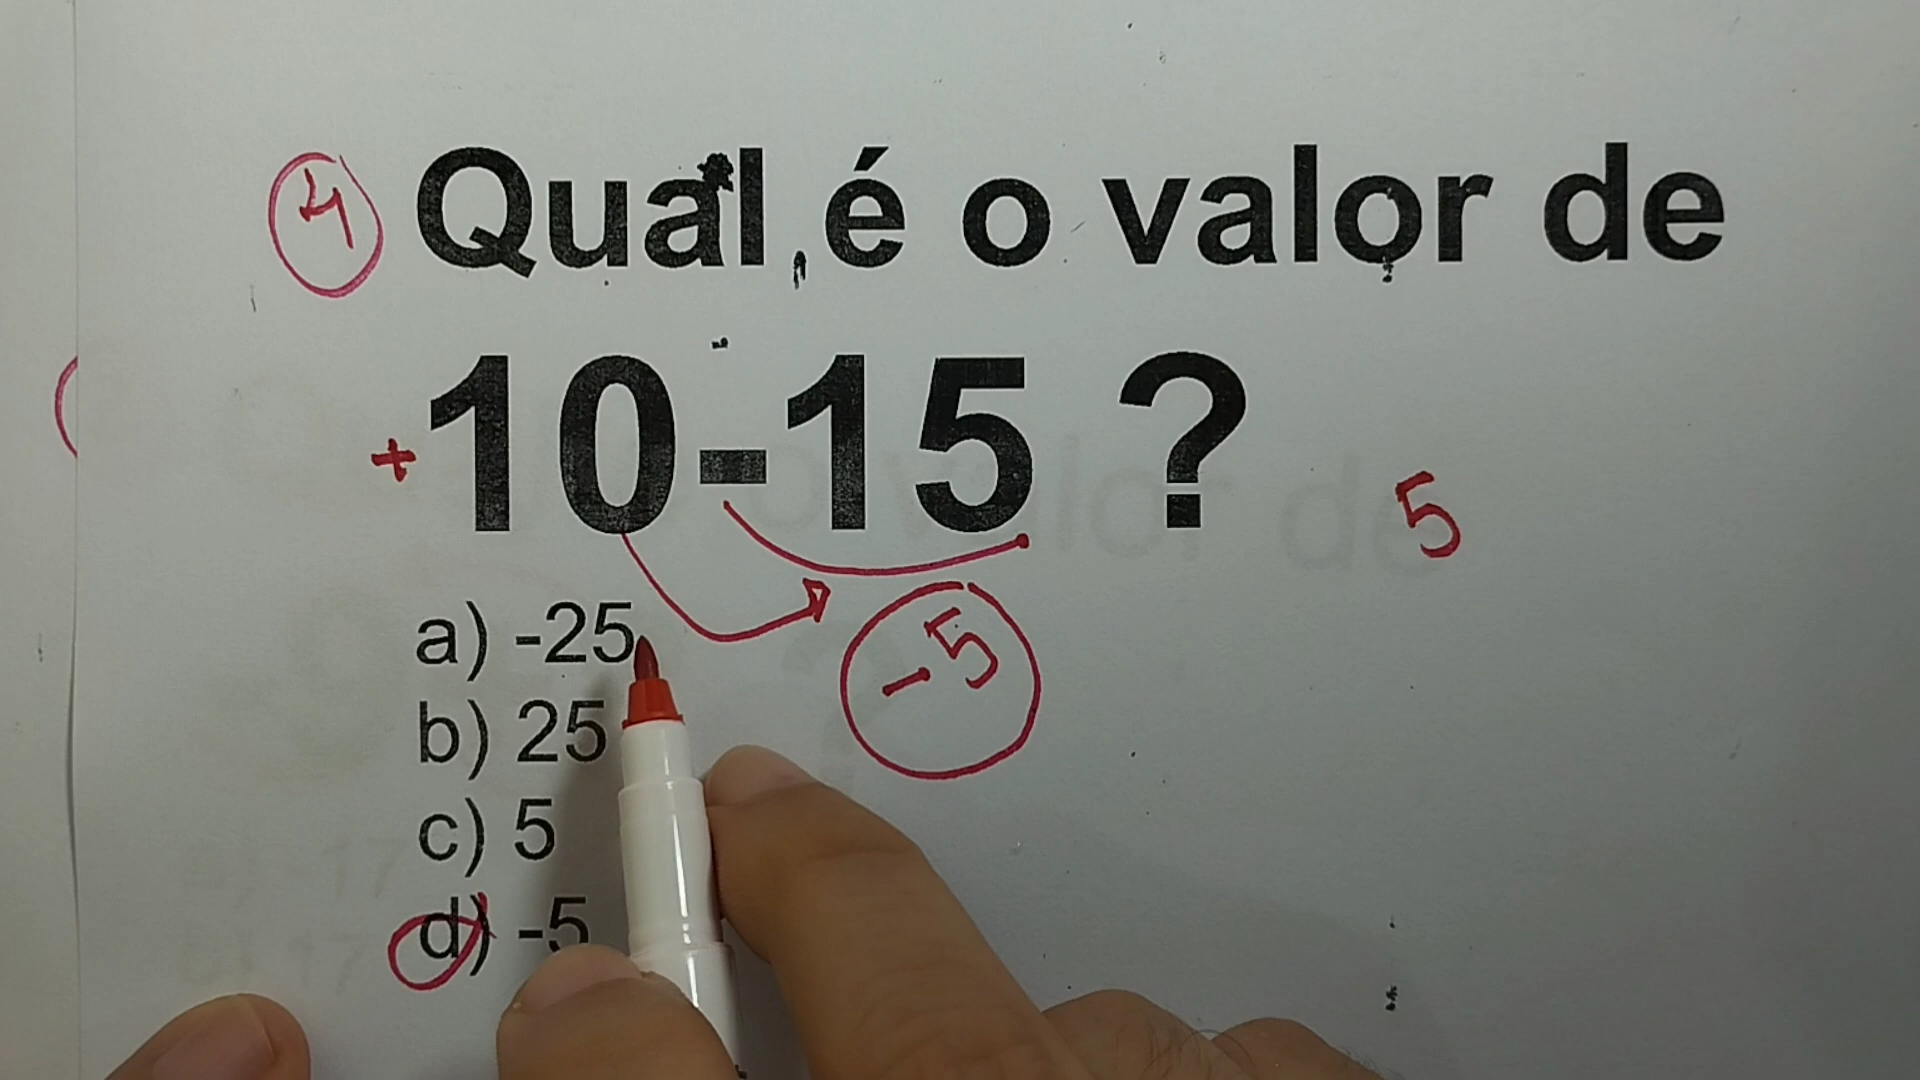 4 Qual é o valor de
+10-15 ? 5
a) -25
-5
b) 25
c) 5
d) -5